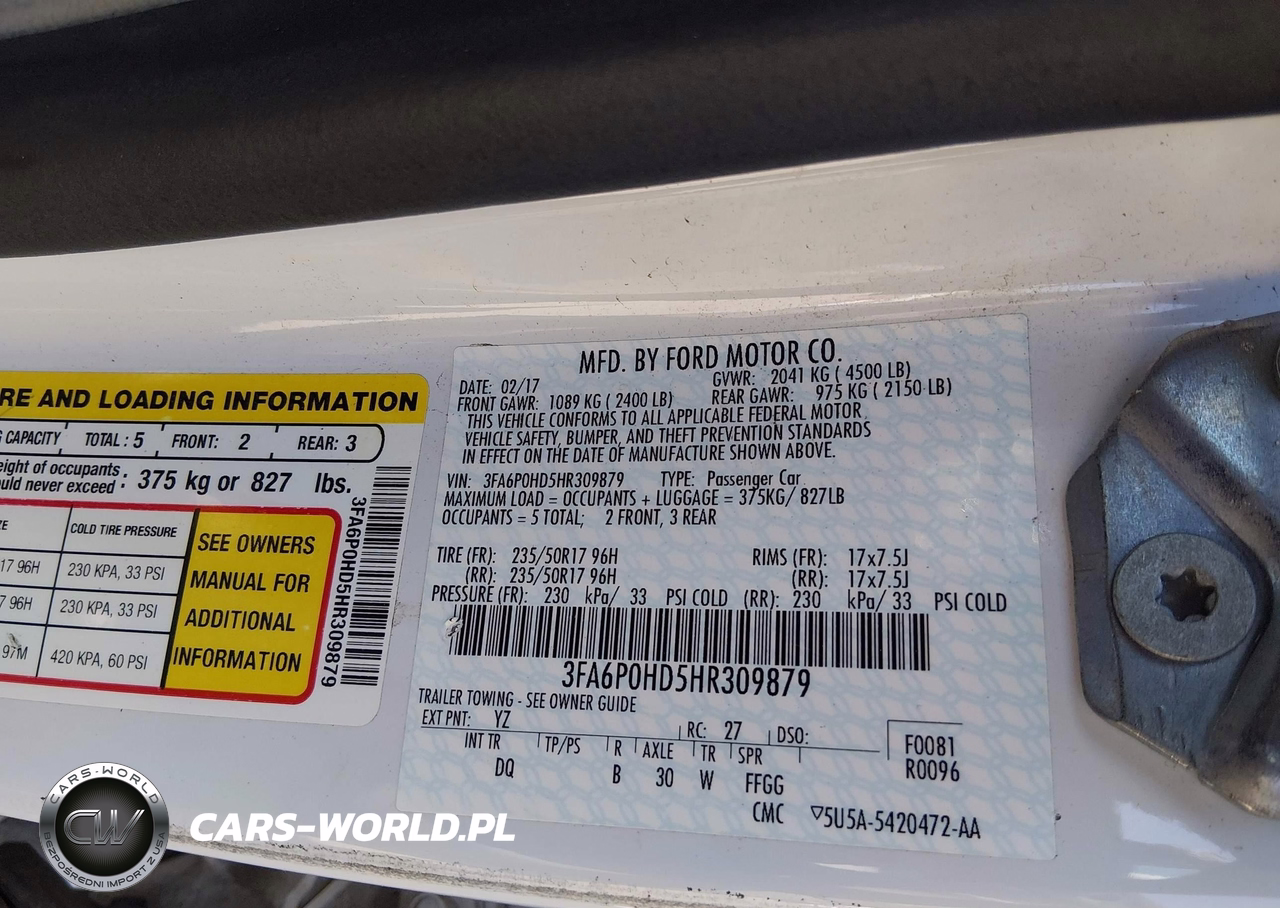 RE AND LOADING INFORMATION
G CAPACITY TOTAL : 5 FRONT: 2 REAR: 3
eight of occupants
ould never exceed : 375 kg or 827 lbs.
ZE COLD TIRE PRESSURE
17 96H 230 KPA, 33 PSI
7 96H 230 KPA, 33 PSI
97M 420 KPA, 60 PSI
SEE OWNERS
MANUAL FOR
ADDITIONAL
INFORMATION
3FA6P0HD5HR309879
MFD. BY FORD MOTOR CO.
DATE: 02/17 GVWR: 2041 KG ( 4500 LB)
FRONT GAWR: 1089 KG ( 2400 LB) REAR GAWR: 975 KG ( 2150 LB)
THIS VEHICLE CONFORMS TO ALL APPLICABLE FEDERAL MOTOR
VEHICLE SAFETY, BUMPER, AND THEFT PREVENTION STANDARDS
IN EFFECT ON THE DATE OF MANUFACTURE SHOWN ABOVE.
VIN: 3FA6P0HD5HR309879 TYPE: Passenger Car
MAXIMUM LOAD = OCCUPANTS + LUGGAGE = 375KG/ 827LB
OCCUPANTS = 5 TOTAL; 2 FRONT, 3 REAR
TIRE (FR): 235/50R17 96H RIMS (FR): 17x7.5J
(RR): 235/50R17 96H (RR): 17x7.5J
PRESSURE (FR): 230 kPa/ 33 PSI COLD (RR): 230 kPa/ 33 PSI COLD
3FA6P0HD5HR309879
TRAILER TOWING - SEE OWNER GUIDE
EXT PNT: YZ RC: 27 DSO:
INT TR TP/PS R AXLE TR SPR F0081
DQ B 30 W FFGG R0096
CMC ▽5U5A-5420472-AA
CARS-WORLD
CW
BEZPOŚREDNI IMPORT Z USA
CARS-WORLD.PL